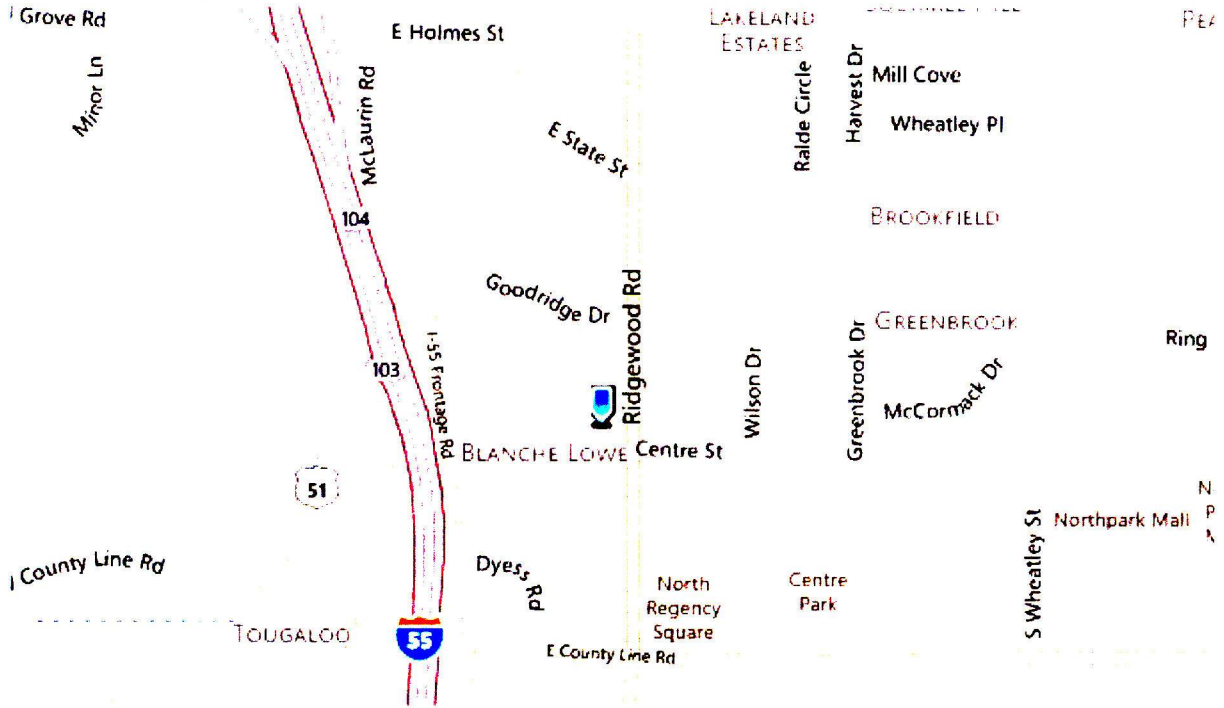 Grove Rd
Minor Ln
E Holmes St
McLaurin Rd
LAKELAND
ESTATES
Ralde Circle
Harvest Dr
Mill Cove
Wheatley Pl
E State St
104
BROOKFIELD
Goodridge Dr
Ridgewood Rd
GREENBROOK
Ring
103
I-55 Frontage Rd
Wilson Dr
Greenbrook Dr
McCormack Dr
BLANCHE LOWE
Centre St
51
S Wheatley St
Northpark Mall
County Line Rd
Dyess Rd
North
Regency
Square
Centre
Park
TOUGALOO
55
E County Line Rd